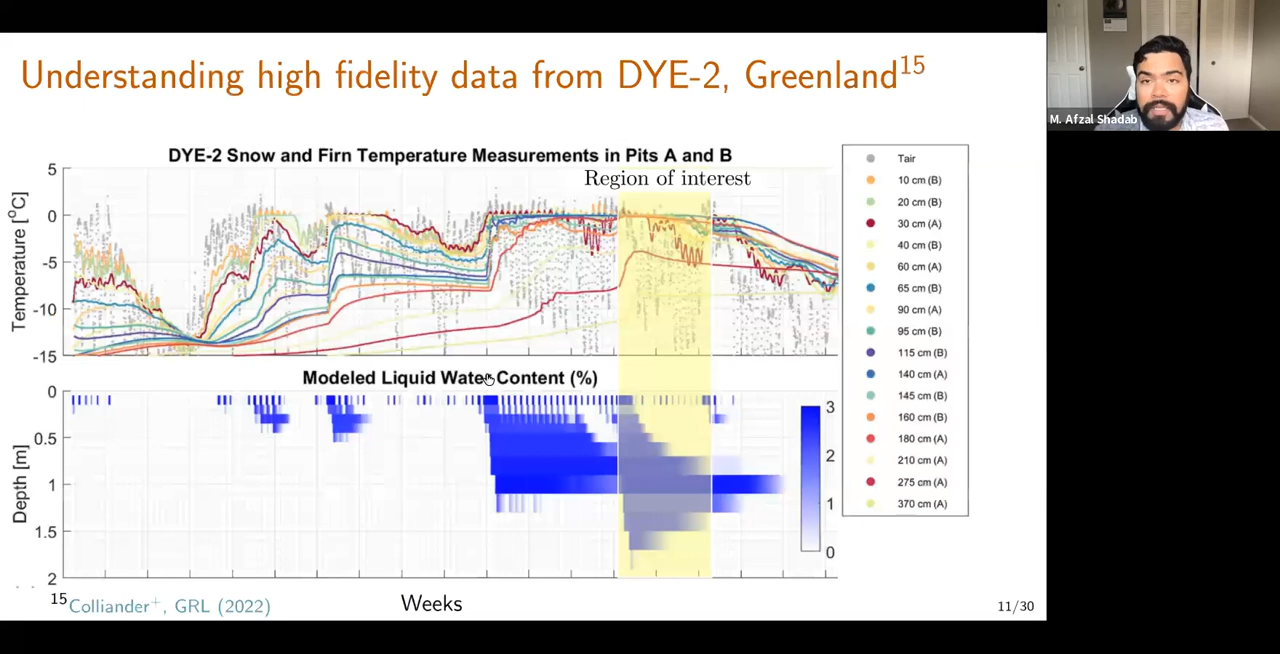 Understanding high fidelity data from DYE-2, Greenland15
M. Afzal Shadab
DYE-2 Snow and Firn Temperature Measurements in Pits A and B
Region of interest
Temperature [°C]
5
0
-5
-10
-15
Tair
10 cm (B)
20 cm (B)
30 cm (A)
40 cm (B)
60 cm (A)
65 cm (B)
90 cm (A)
95 cm (B)
115 cm (B)
140 cm (A)
145 cm (B)
160 cm (B)
180 cm (A)
210 cm (A)
275 cm (A)
370 cm (A)
Modeled Liquid Water Content (%)
Depth [m]
0
0.5
1
1.5
2
3
2
1
0
15Colliander+, GRL (2022)
Weeks
11/30